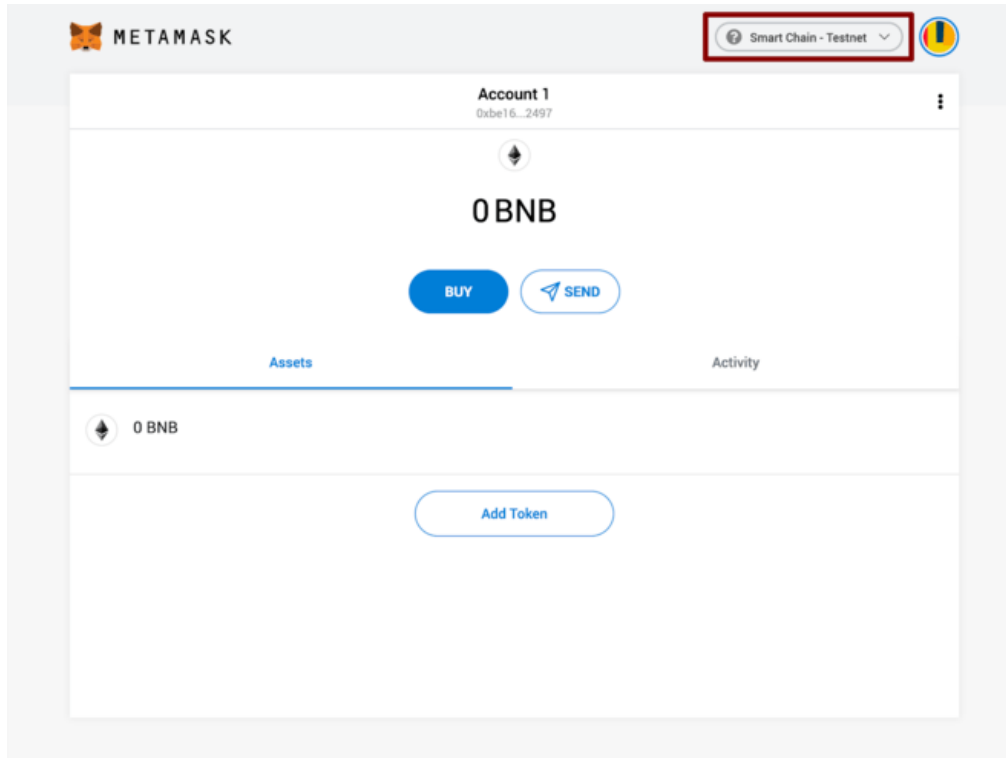 METAMASK
Smart Chain - Testnet
Account 1
0xbe16...2497
0 BNB
BUY
SEND
Assets
Activity
0 BNB
Add Token